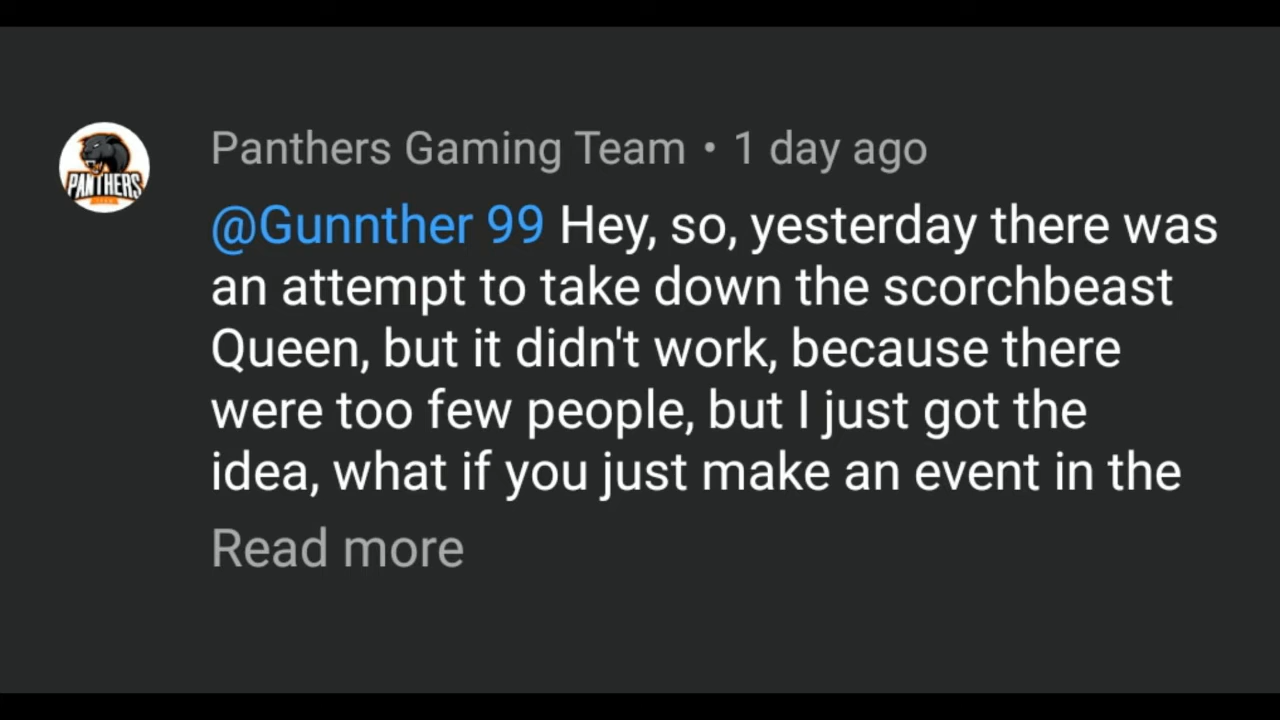 Panthers Gaming Team • 1 day ago
PANTHERS
@Gunnther 99 Hey, so, yesterday there was
an attempt to take down the scorchbeast
Queen, but it didn't work, because there
were too few people, but I just got the
idea, what if you just make an event in the
Read more